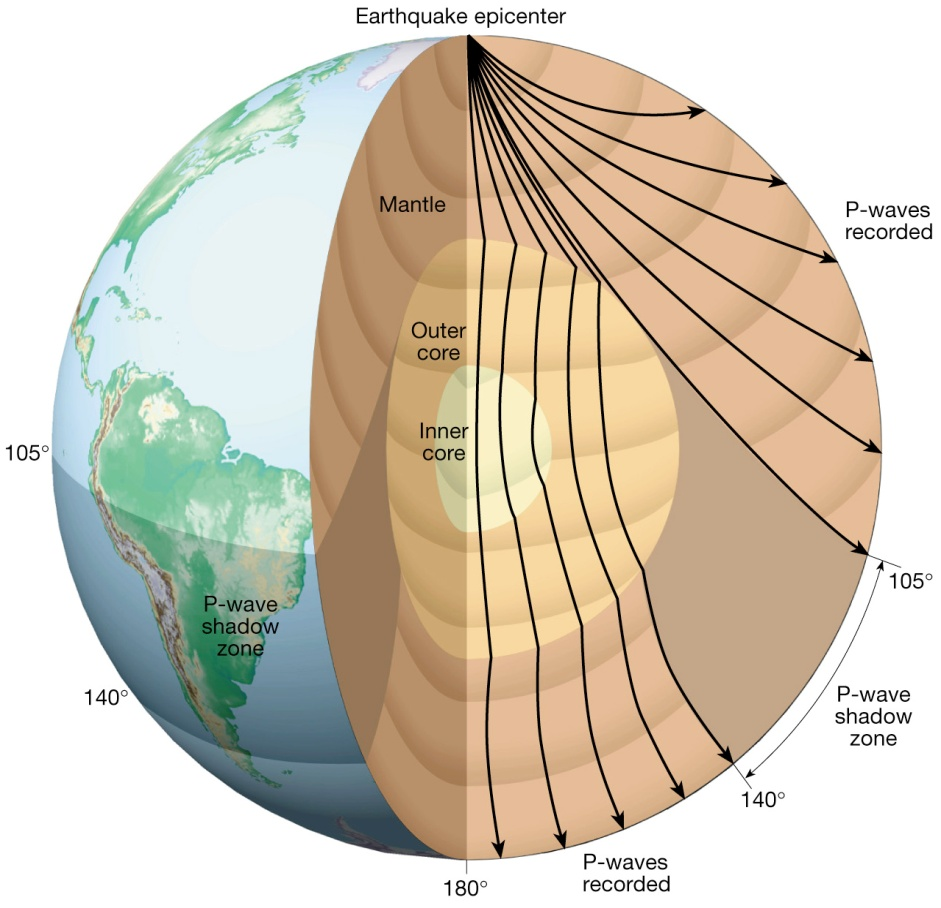 Earthquake epicenter
Mantle
P-waves
recorded
Outer
core
Inner
core
105°
105°
P-wave
shadow
zone
140°
P-wave
shadow
zone
140°
P-waves
recorded
180°